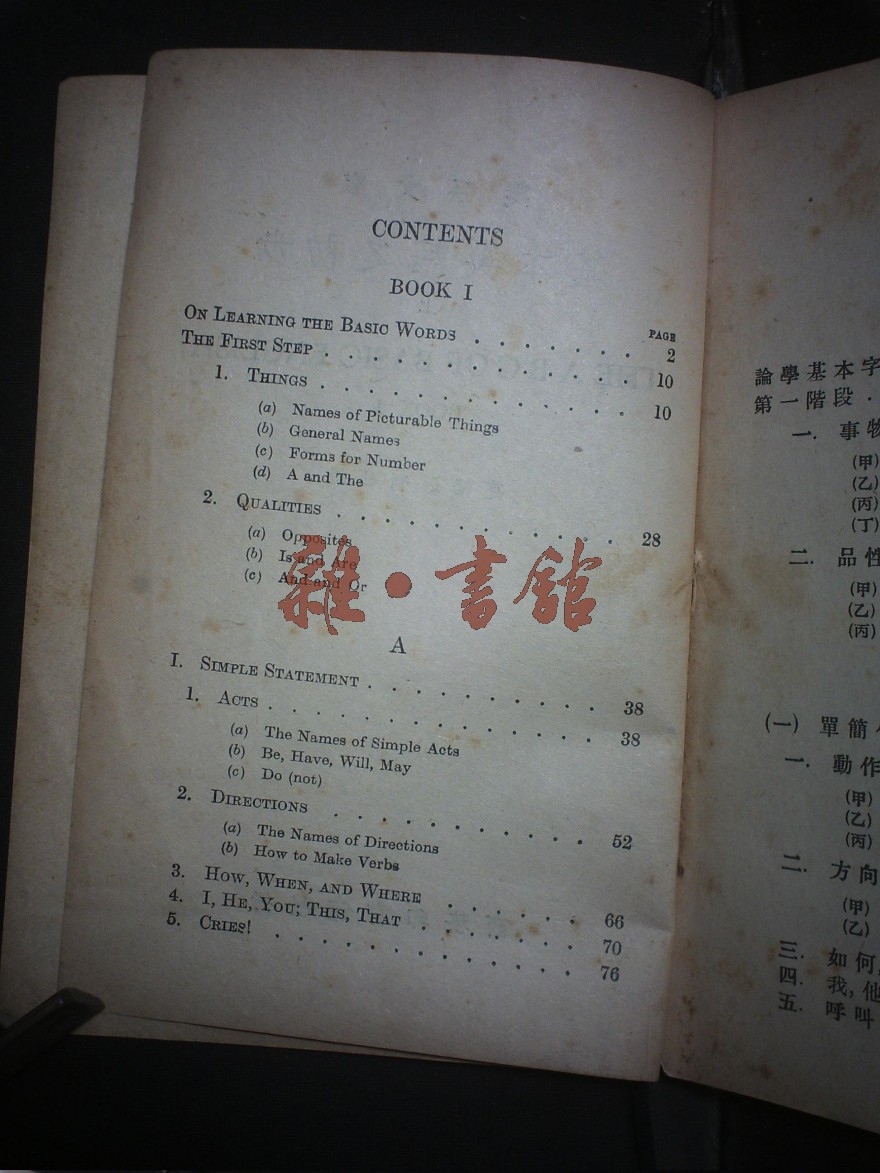 CONTENTS
BOOK I
PAGE
ON LEARNING THE BASIC WORDS . . . . . . . 2
THE FIRST STEP . . . . . . . . . . . . 10
1. THINGS . . . . . . . . . . . . 10
(a) Names of Picturable Things
(b) General Names
(c) Forms for Number
(d) A and The
2. QUALITIES . . . . . . . . . . . 28
(a) Opposites
(b) Is and Are
(c) And and Or
雜·書館
A
I. SIMPLE STATEMENT . . . . . . . . . . 38
1. ACTS . . . . . . . . . . . . . . 38
(a) The Names of Simple Acts
(b) Be, Have, Will, May
(c) Do (not)
2. DIRECTIONS . . . . . . . . . . . 52
(a) The Names of Directions
(b) How to Make Verbs
3. HOW, WHEN, AND WHERE . . . . . . 66
4. I, HE, YOU; THIS, THAT . . . . . . . 70
5. CRIES! . . . . . . . . . . . . 76
論學基本字
第一階段 .
一. 事物
(甲)
(乙)
(丙)
(丁)
二. 品性
(甲)
(乙)
(丙)
(一) 單簡
一. 動作
(甲)
(乙)
(丙)
二. 方向
(甲)
(乙)
三. 如何,
四. 我, 他
五. 呼叫